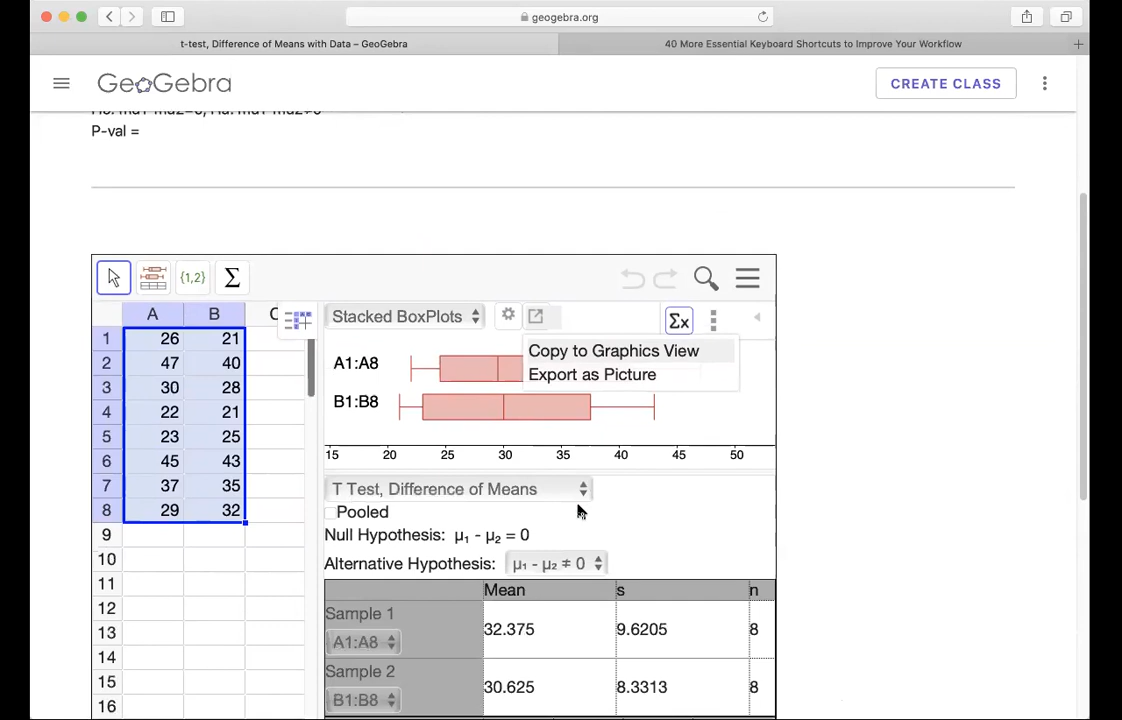 geogebra.org
t-test, Difference of Means with Data – GeoGebra
40 More Essential Keyboard Shortcuts to Improve Your Workflow
GeoGebra
CREATE CLASS
P-val =
{1,2}
Σ
A B C
Stacked BoxPlots
Σx
Copy to Graphics View
Export as Picture
1 26 21
2 47 40
3 30 28
4 22 21
5 23 25
6 45 43
7 37 35
8 29 32
9
10
11
12
13
14
15
16
A1:A8
B1:B8
15 20 25 30 35 40 45 50
T Test, Difference of Means
Pooled
Null Hypothesis: μ₁ - μ₂ = 0
Alternative Hypothesis: μ₁ - μ₂ ≠ 0
Mean s n
Sample 1
A1:A8
32.375 9.6205 8
Sample 2
B1:B8
30.625 8.3313 8